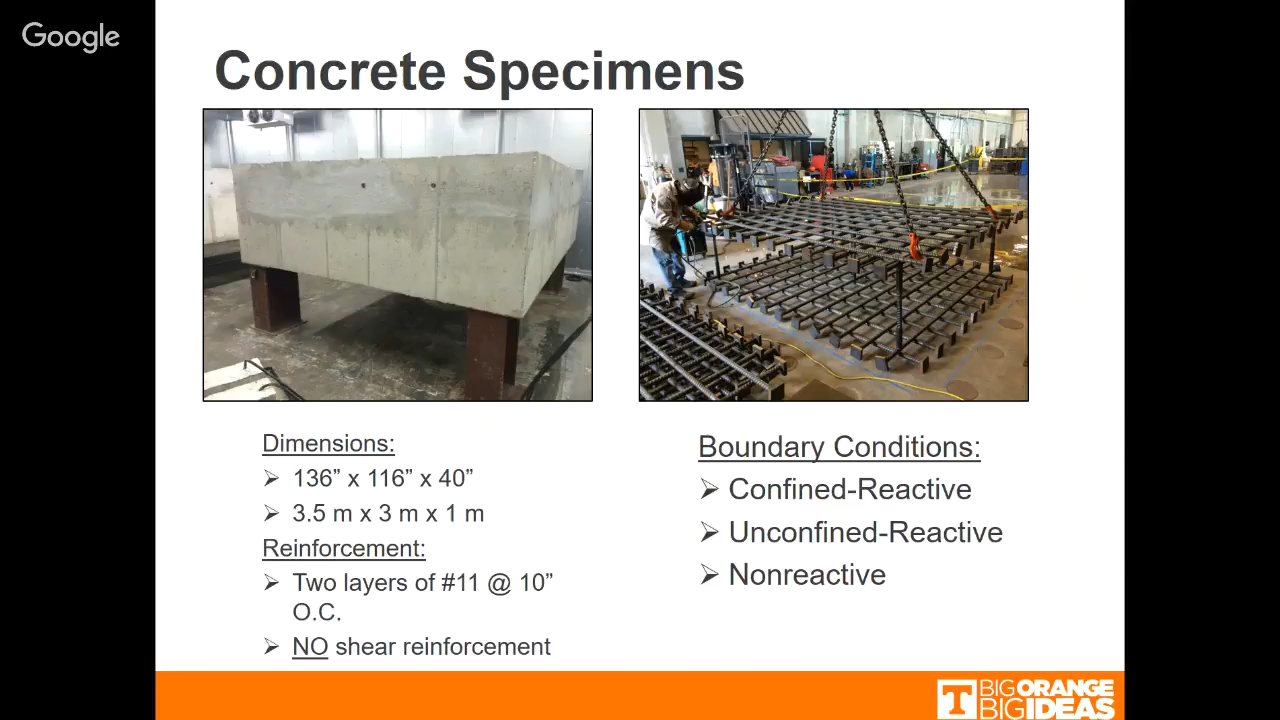 Google
Concrete Specimens
Dimensions:
➢ 136” x 116” x 40”
➢ 3.5 m x 3 m x 1 m
Reinforcement:
➢ Two layers of #11 @ 10”
O.C.
➢ NO shear reinforcement
Boundary Conditions:
➢ Confined-Reactive
➢ Unconfined-Reactive
➢ Nonreactive
T BIG ORANGE
BIG IDEAS